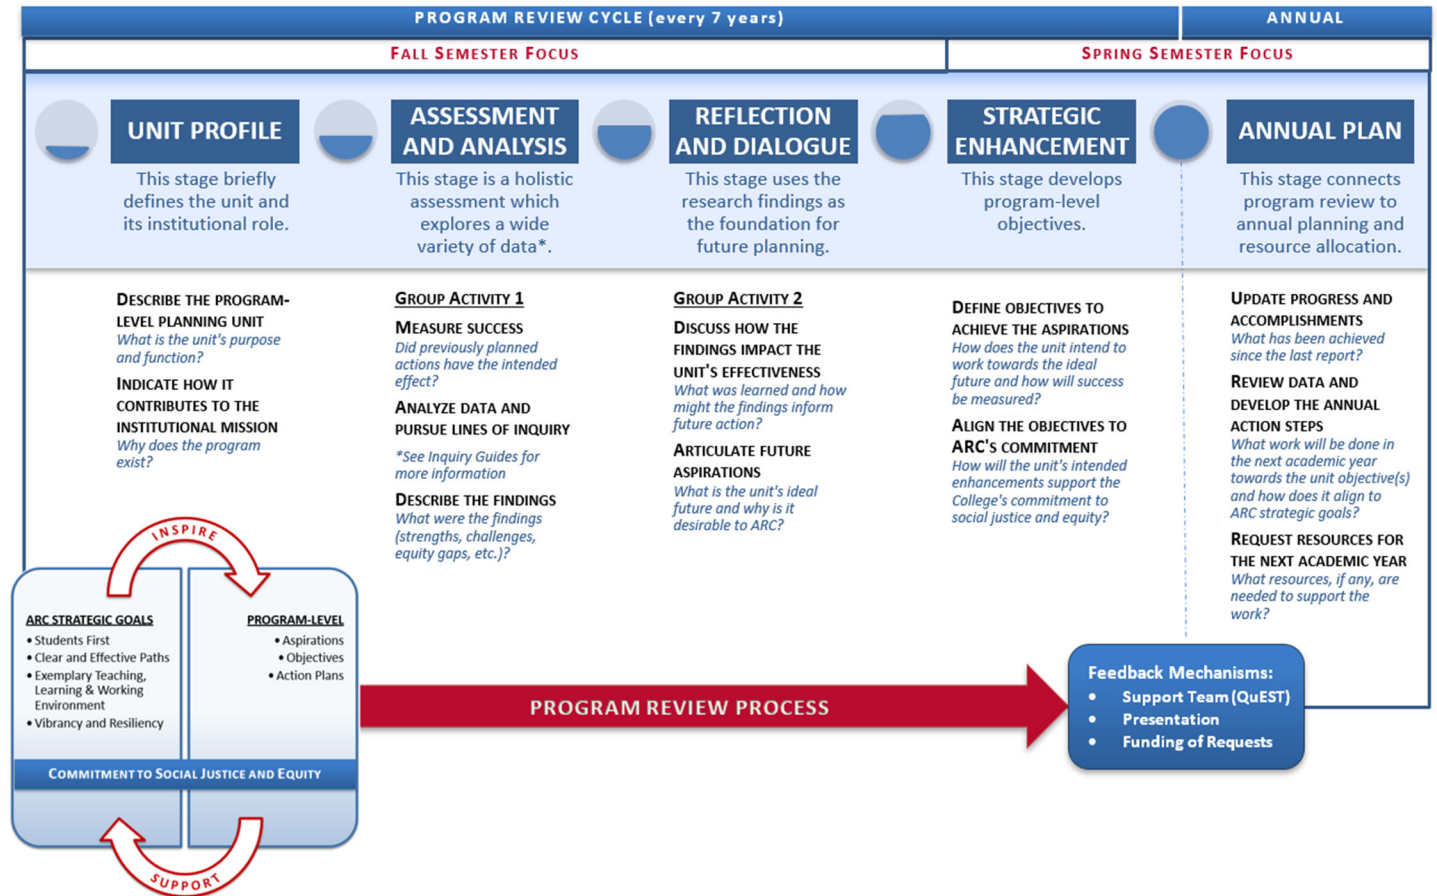 PROGRAM REVIEW CYCLE (every 7 years)
ANNUAL
FALL SEMESTER FOCUS
SPRING SEMESTER FOCUS
UNIT PROFILE
This stage briefly
defines the unit and
its institutional role.
DESCRIBE THE PROGRAM-
LEVEL PLANNING UNIT
What is the unit's purpose
and function?
INDICATE HOW IT
CONTRIBUTES TO THE
INSTITUTIONAL MISSION
Why does the program
exist?
ASSESSMENT
AND ANALYSIS
This stage is a holistic
assessment which
explores a wide
variety of data*.
GROUP ACTIVITY 1
MEASURE SUCCESS
Did previously planned
actions have the intended
effect?
ANALYZE DATA AND
PURSUE LINES OF INQUIRY
*See Inquiry Guides for
more information
DESCRIBE THE FINDINGS
What were the findings
(strengths, challenges,
equity gaps, etc.)?
REFLECTION
AND DIALOGUE
This stage uses the
research findings as
the foundation for
future planning.
GROUP ACTIVITY 2
DISCUSS HOW THE
FINDINGS IMPACT THE
UNIT'S EFFECTIVENESS
What was learned and how
might the findings inform
future action?
ARTICULATE FUTURE
ASPIRATIONS
What is the unit's ideal
future and why is it
desirable to ARC?
STRATEGIC
ENHANCEMENT
This stage develops
program-level
objectives.
DEFINE OBJECTIVES TO
ACHIEVE THE ASPIRATIONS
How does the unit intend to
work towards the ideal
future and how will success
be measured?
ALIGN THE OBJECTIVES TO
ARC'S COMMITMENT
How will the unit's intended
enhancements support the
College's commitment to
social justice and equity?
ANNUAL PLAN
This stage connects
program review to
annual planning and
resource allocation.
UPDATE PROGRESS AND
ACCOMPLISHMENTS
What has been achieved
since the last report?
REVIEW DATA AND
DEVELOP THE ANNUAL
ACTION STEPS
What work will be done in
the next academic year
towards the unit objective(s)
and how does it align to
ARC strategic goals?
REQUEST RESOURCES FOR
THE NEXT ACADEMIC YEAR
What resources, if any, are
needed to support the
work?
INSPIRE
ARC STRATEGIC GOALS
• Students First
• Clear and Effective Paths
• Exemplary Teaching,
Learning & Working
Environment
• Vibrancy and Resiliency
PROGRAM-LEVEL
• Aspirations
• Objectives
• Action Plans
COMMITMENT TO SOCIAL JUSTICE AND EQUITY
SUPPORT
PROGRAM REVIEW PROCESS
Feedback Mechanisms:
• Support Team (QuEST)
• Presentation
• Funding of Requests